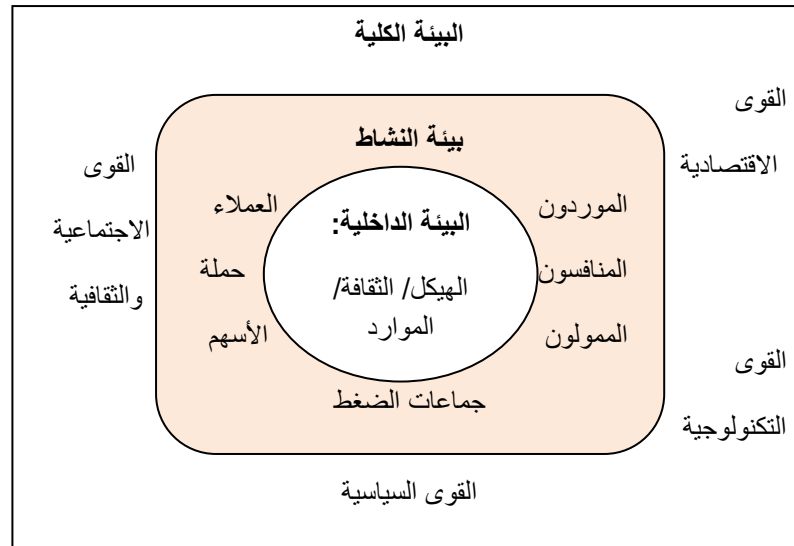 البيئة الكلية
القوى
الاقتصادية
بيئة النشاط
القوى
الاجتماعية
والثقافية
الموردون
المنافسون
الممولون
البيئة الداخلية:
الهيكل/ الثقافة/
الموارد
العملاء
حملة
الأسهم
جماعات الضغط
القوى
التكنولوجية
القوى السياسية